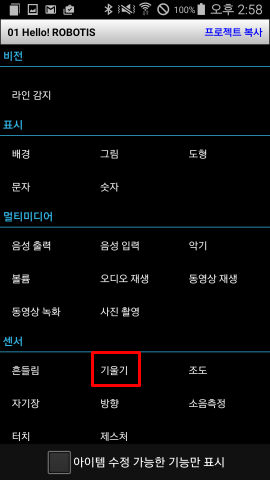 100% 오후 2:58
01 Hello! ROBOTIS 프로젝트 복사
비전
라인 감지
표시
배경 그림 도형
문자 숫자
멀티미디어
음성 출력 음성 입력 악기
볼륨 오디오 재생 동영상 재생
동영상 녹화 사진 촬영
센서
흔들림 기울기 조도
자기장 방향 소음측정
터치 제스처
아이템 수정 가능한 기능만 표시